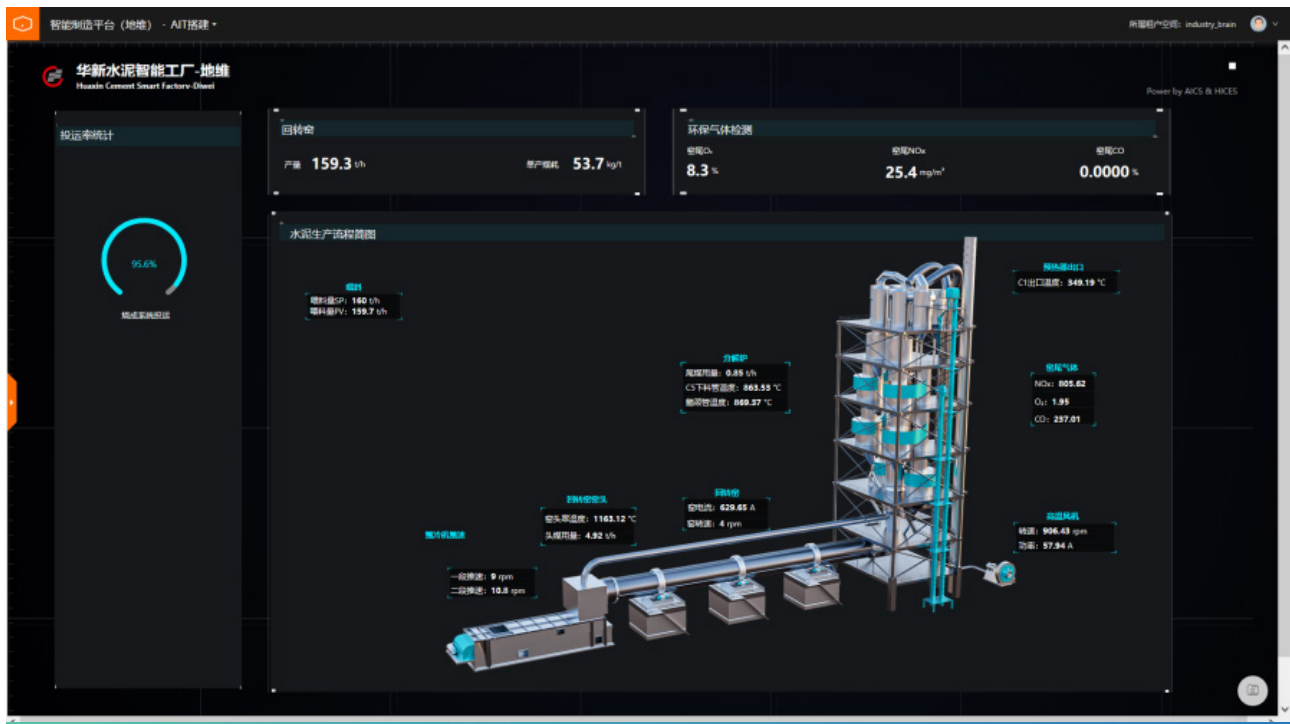 智能制造平台（地维） - AIT搭建
所属租户空间: industry_brain
华新水泥智能工厂-地维
Huaxin Cement Smart Factory-Diwei
Power by AICS & HICES
投运率统计
95.6%
烧成系统投运
回转窑
产量 159.3 t/h
单产煤耗 53.7 kg/t
环保气体检测
窑尾O₂ 窑尾NOx 窑尾CO
8.3 % 25.4 mg/m³ 0.0000 %
水泥生产流程简图
喂料
喂料量SP: 160 t/h
喂料量PV: 159.7 t/h
预热器出口
C1出口温度: 349.19 °C
分解炉
尾煤用量: 0.85 t/h
C5下料管温度: 863.53 °C
鹅颈管温度: 869.37 °C
窑尾气体
NOx: 805.62
O₂: 1.95
CO: 237.01
回转窑窑头
窑头罩温度: 1163.12 °C
头煤用量: 4.92 t/h
回转窑
窑电流: 629.65 A
窑转速: 4 rpm
高温风机
转速: 906.43 rpm
功率: 57.94 A
篦冷机篦速
一段推速: 9 rpm
二段推速: 10.8 rpm